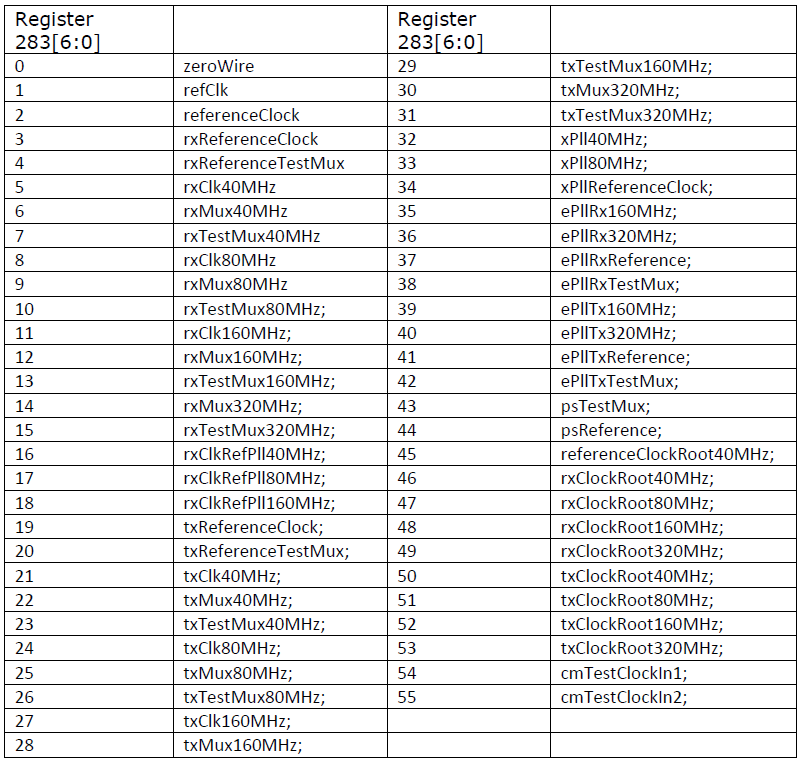 Register 283[6:0] Register 283[6:0]
0 zeroWire 29 txTestMux160MHz;
1 refClk 30 txMux320MHz;
2 referenceClock 31 txTestMux320MHz;
3 rxReferenceClock 32 xPll40MHz;
4 rxReferenceTestMux 33 xPll80MHz;
5 rxClk40MHz 34 xPllReferenceClock;
6 rxMux40MHz 35 ePllRx160MHz;
7 rxTestMux40MHz 36 ePllRx320MHz;
8 rxClk80MHz 37 ePllRxReference;
9 rxMux80MHz 38 ePllRxTestMux;
10 rxTestMux80MHz; 39 ePllTx160MHz;
11 rxClk160MHz; 40 ePllTx320MHz;
12 rxMux160MHz; 41 ePllTxReference;
13 rxTestMux160MHz; 42 ePllTxTestMux;
14 rxMux320MHz; 43 psTestMux;
15 rxTestMux320MHz; 44 psReference;
16 rxClkRefPll40MHz; 45 referenceClockRoot40MHz;
17 rxClkRefPll80MHz; 46 rxClockRoot40MHz;
18 rxClkRefPll160MHz; 47 rxClockRoot80MHz;
19 txReferenceClock; 48 rxClockRoot160MHz;
20 txReferenceTestMux; 49 rxClockRoot320MHz;
21 txClk40MHz; 50 txClockRoot40MHz;
22 txMux40MHz; 51 txClockRoot80MHz;
23 txTestMux40MHz; 52 txClockRoot160MHz;
24 txClk80MHz; 53 txClockRoot320MHz;
25 txMux80MHz; 54 cmTestClockIn1;
26 txTestMux80MHz; 55 cmTestClockIn2;
27 txClk160MHz;
28 txMux160MHz;